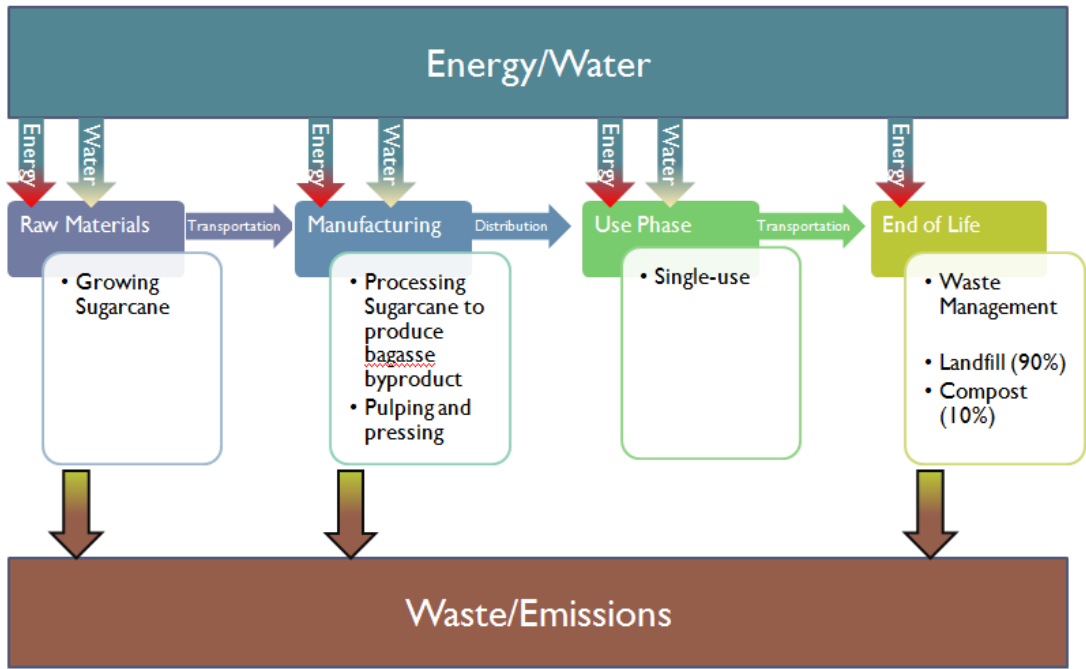 Energy/Water
Energy
Water
Energy
Water
Energy
Water
Energy
Raw Materials
Transportation
Manufacturing
Distribution
Use Phase
Transportation
End of Life
• Growing
Sugarcane
• Processing
Sugarcane to
produce
bagasse
byproduct
• Pulping and
pressing
• Single-use
• Waste
Management
• Landfill (90%)
• Compost
(10%)
Waste/Emissions